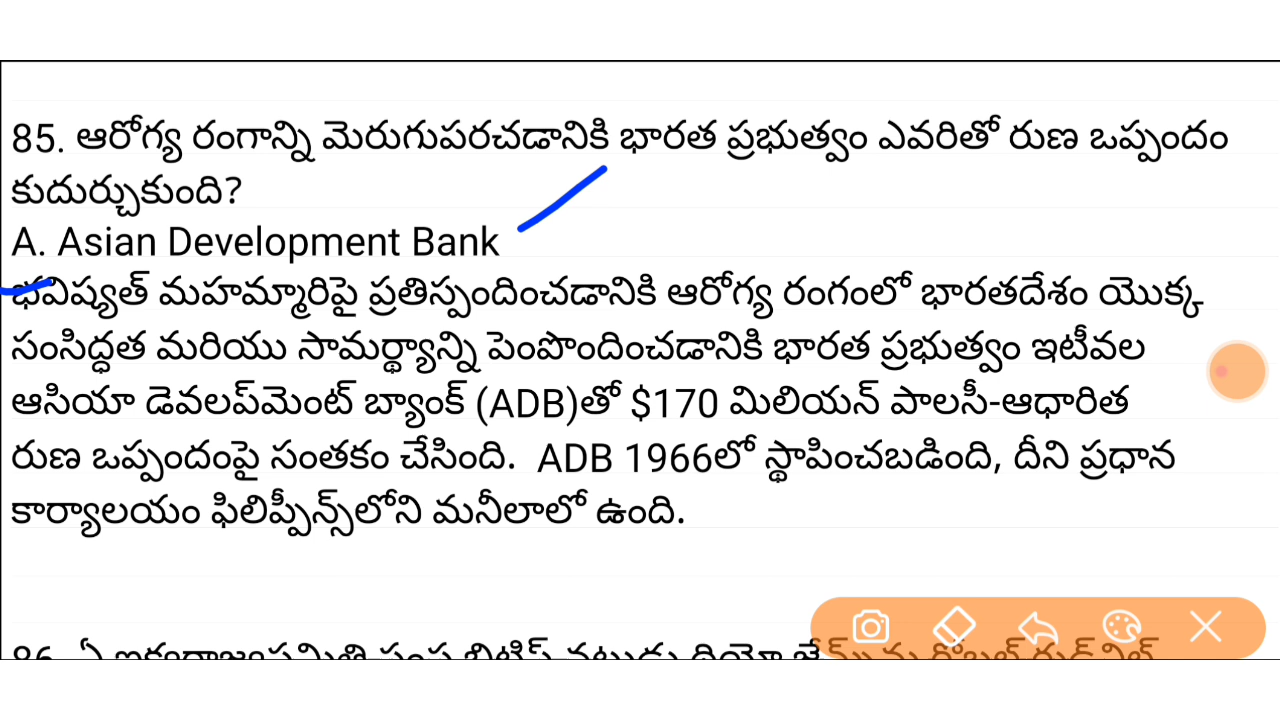 85. ఆరోగ్య రంగాన్ని మెరుగుపరచడానికి భారత ప్రభుత్వం ఎవరితో రుణ ఒప్పందం
కుదుర్చుకుంది?
A. Asian Development Bank
భవిష్యత్ మహమ్మారిపై ప్రతిస్పందించడానికి ఆరోగ్య రంగంలో భారతదేశం యొక్క
సంసిద్ధత మరియు సామర్థ్యాన్ని పెంపొందించడానికి భారత ప్రభుత్వం ఇటీవల
ఆసియా డెవలప్‌మెంట్ బ్యాంక్ (ADB)తో $170 మిలియన్ పాలసీ-ఆధారిత
రుణ ఒప్పందంపై సంతకం చేసింది. ADB 1966లో స్థాపించబడింది, దీని ప్రధాన
కార్యాలయం ఫిలిప్పీన్స్‌లోని మనీలాలో ఉంది.